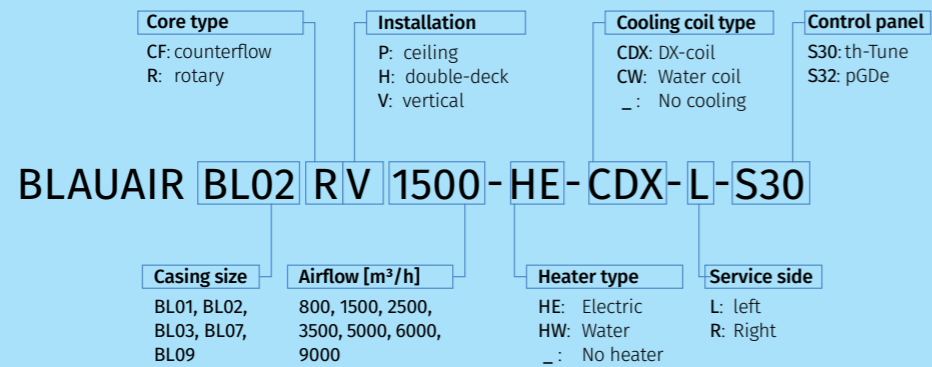 Core type
CF: counterflow
R: rotary
Installation
P: ceiling
H: double-deck
V: vertical
Cooling coil type
CDX: DX-coil
CW: Water coil
_ : No cooling
Control panel
S30: th-Tune
S32: pGDe
BLAUAIR BL02 R V 1500-HE-CDX-L-S30
Casing size
BL01, BL02,
BL03, BL07,
BL09
Airflow [m³/h]
800, 1500, 2500,
3500, 5000, 6000,
9000
Heater type
HE: Electric
HW: Water
_ : No heater
Service side
L: left
R: Right